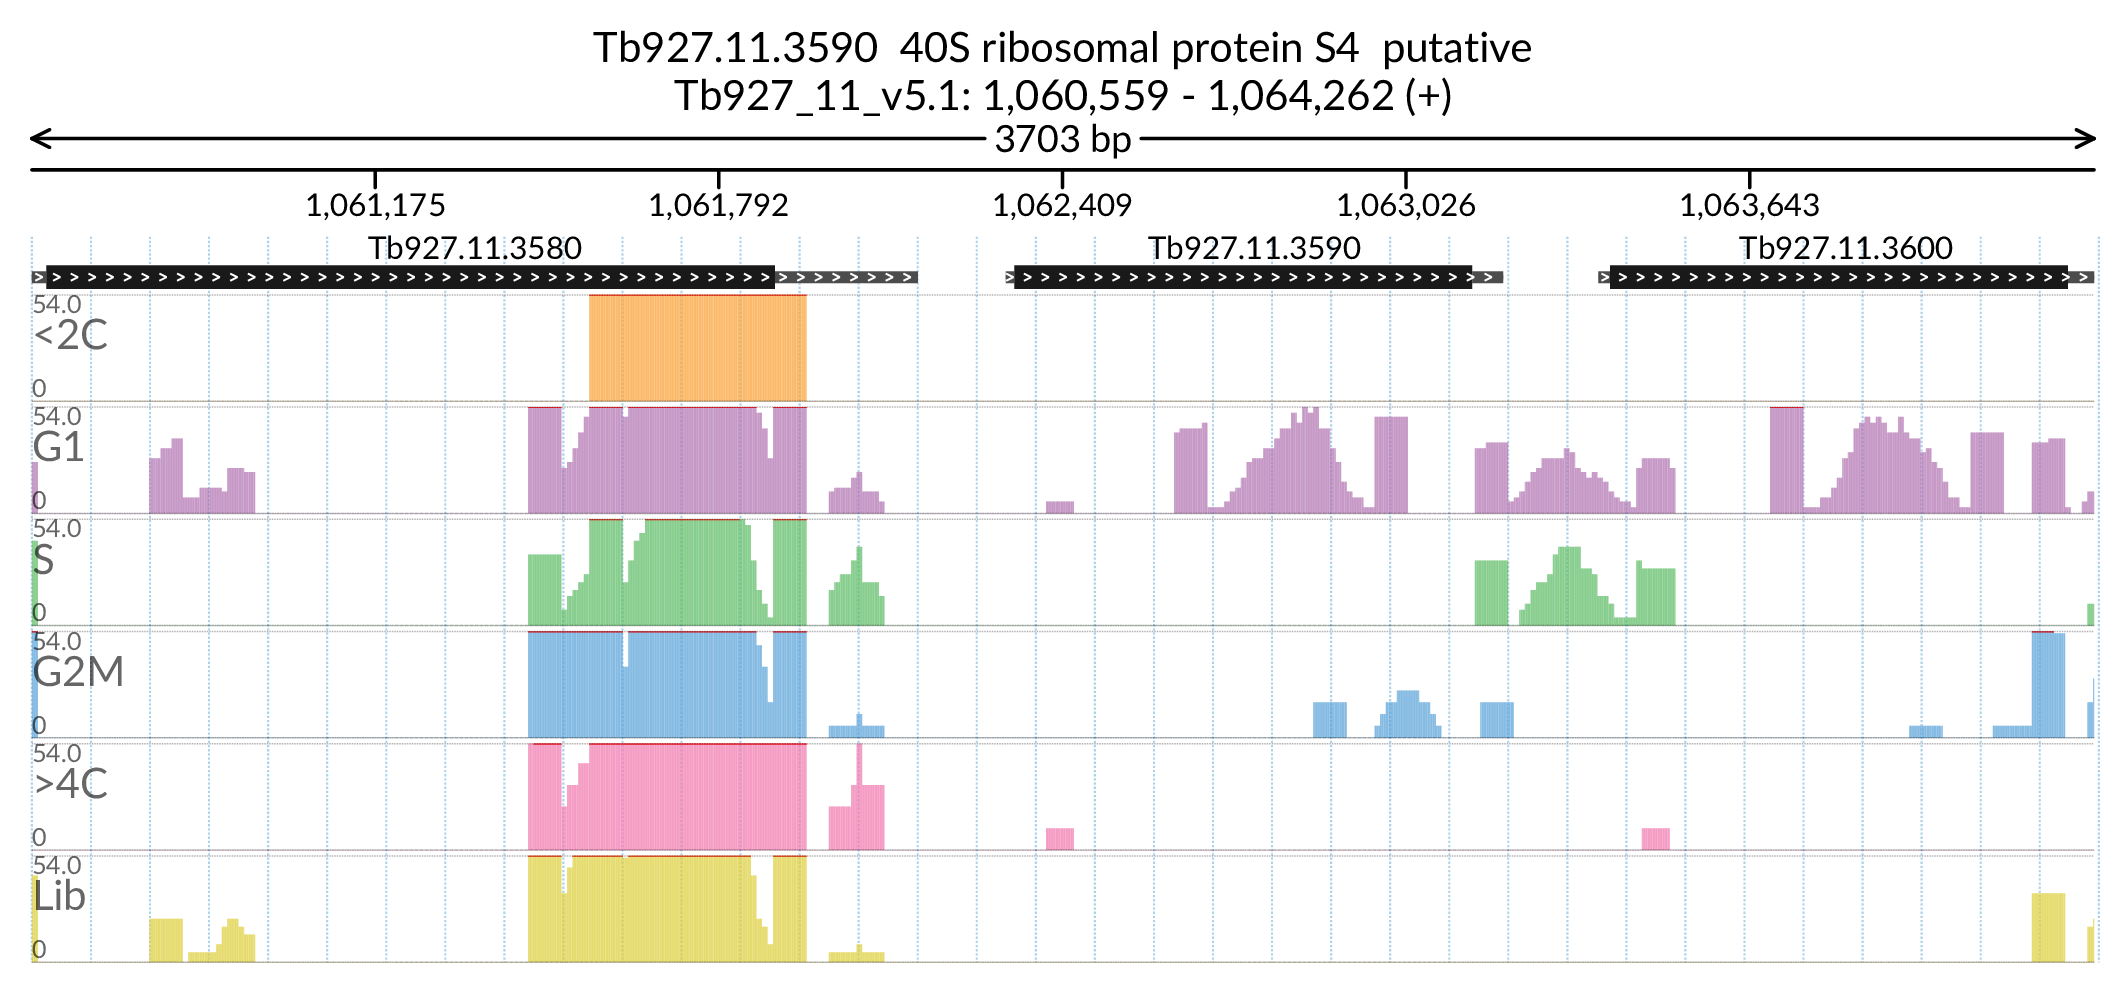 Tb927.11.3590  40S ribosomal protein S4  putative
Tb927_11_v5.1: 1,060,559 - 1,064,262 (+)
3703 bp
1,061,175 1,061,792 1,062,409 1,063,026 1,063,643
Tb927.11.3580 Tb927.11.3590 Tb927.11.3600
54.0
<2C
0
54.0
G1
0
54.0
S
0
54.0
G2M
0
54.0
>4C
0
54.0
Lib
0